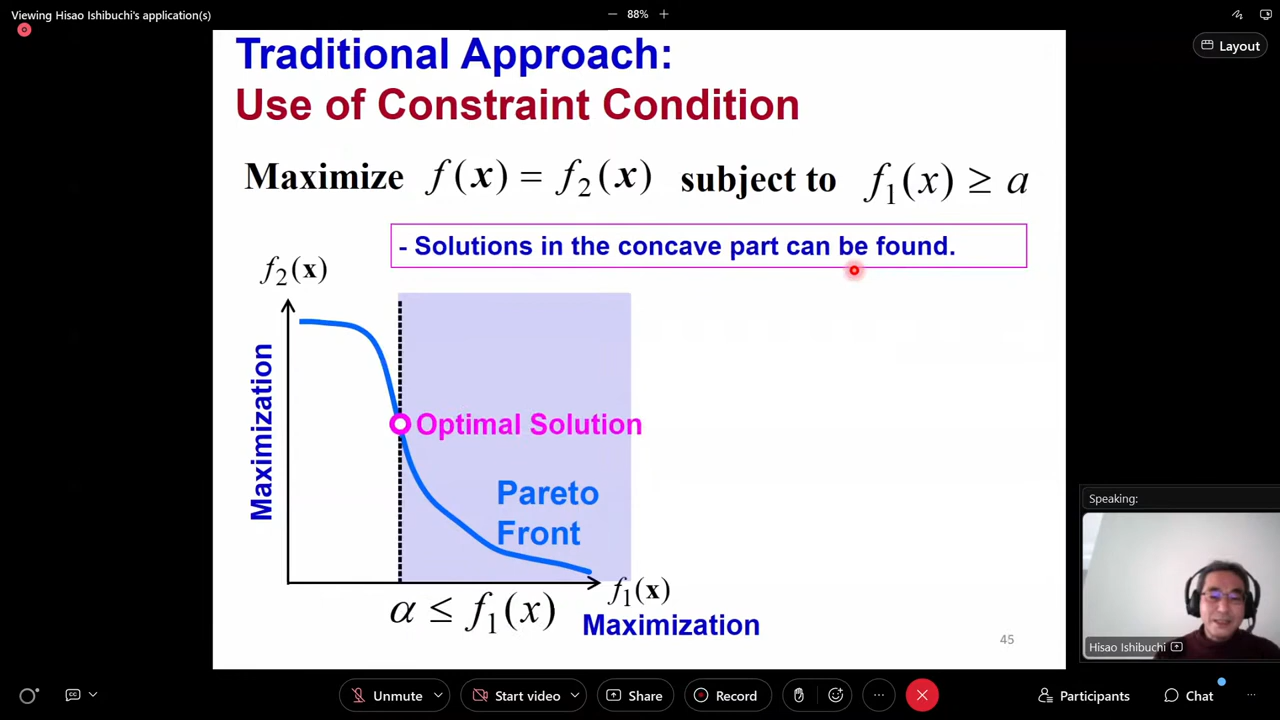 Viewing Hisao Ishibuchi's application(s)
88%
Layout
Traditional Approach:
Use of Constraint Condition
Maximize f(x) = f₂(x) subject to f₁(x) ≥ a
- Solutions in the concave part can be found.
f₂(x)
Maximization
Optimal Solution
Pareto
Front
f₁(x)
α ≤ f₁(x)
Maximization
45
Speaking:
Hisao Ishibuchi
CC
Unmute
Start video
Share
Record
Participants
Chat